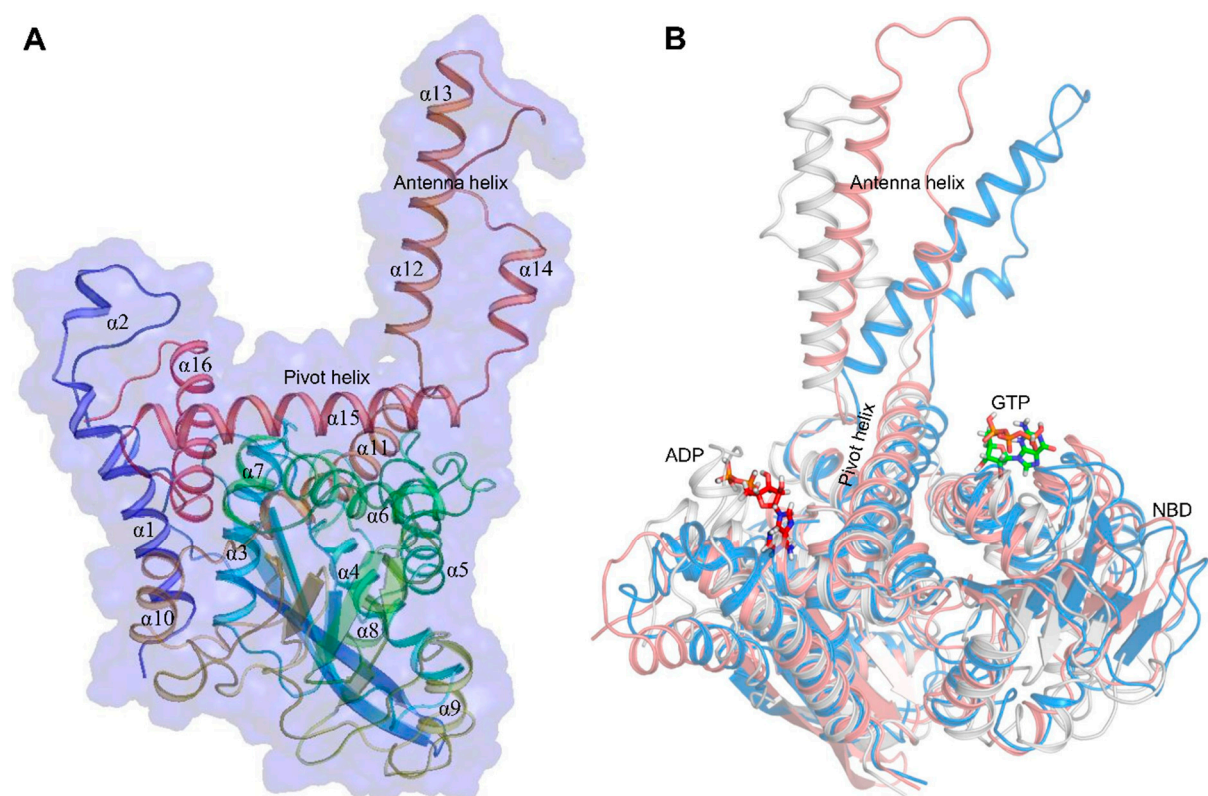 A
B
α13
Antenna helix
Antenna helix
α12
α14
α2
α16
Pivot helix
α15
α11
Pivot helix
GTP
ADP
α7
α6
NBD
α1
α3
α4
α5
α10
α8
α9